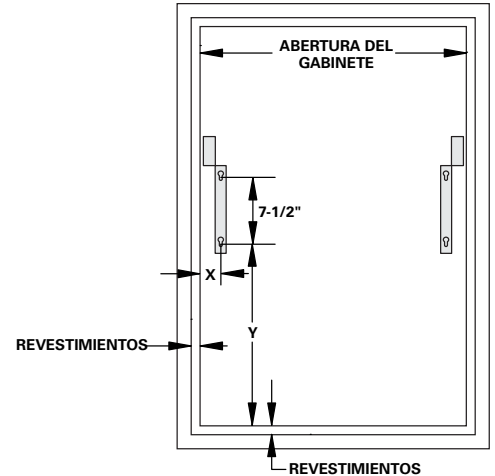 ABERTURA DEL
GABINETE
7-1/2"
X
Y
REVESTIMIENTOS
REVESTIMIENTOS